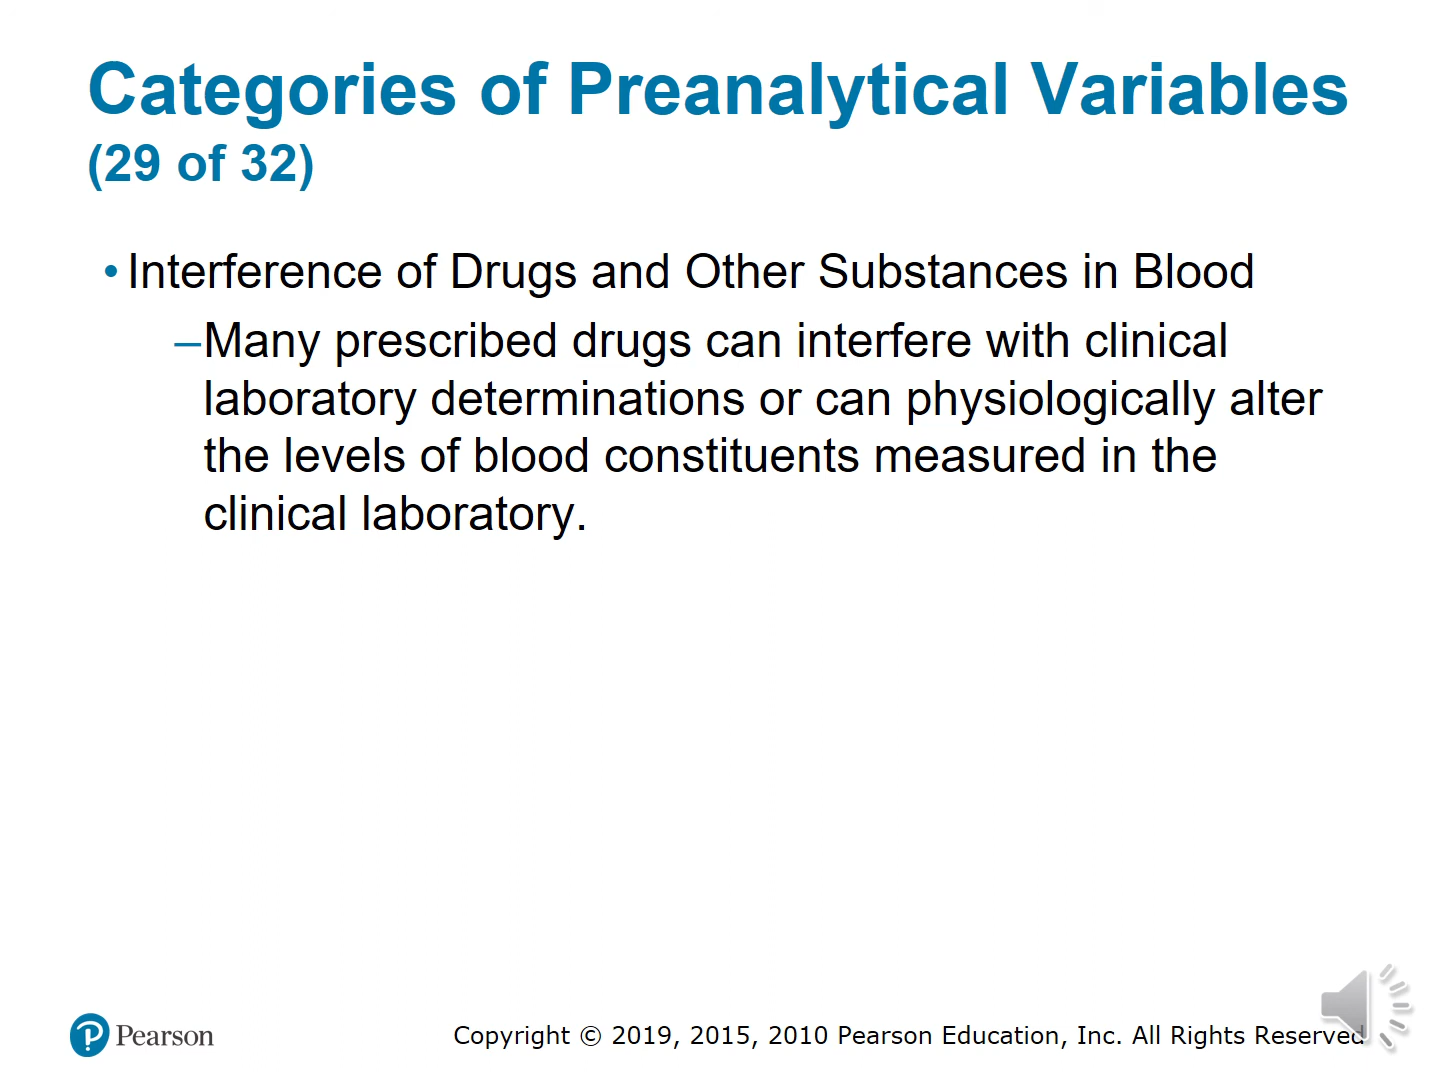 Categories of Preanalytical Variables
(29 of 32)
• Interference of Drugs and Other Substances in Blood
–Many prescribed drugs can interfere with clinical
laboratory determinations or can physiologically alter
the levels of blood constituents measured in the
clinical laboratory.
Pearson
Copyright © 2019, 2015, 2010 Pearson Education, Inc. All Rights Reserved